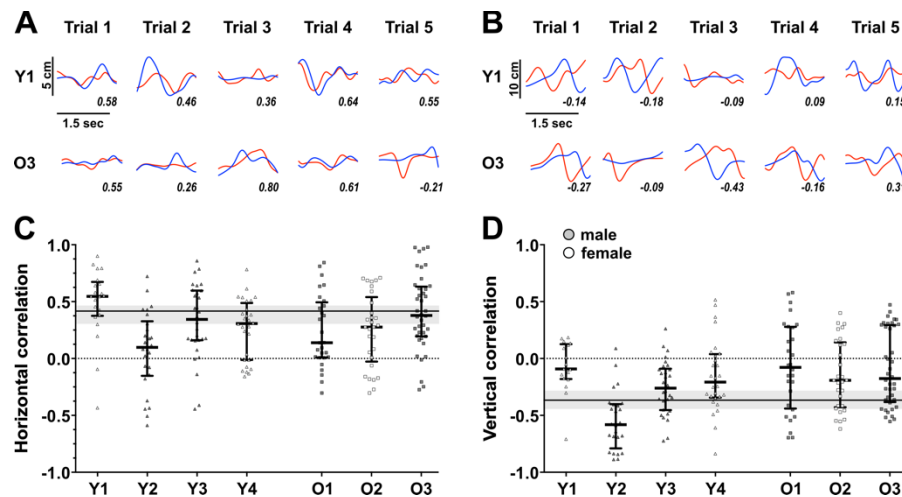 A Trial 1 Trial 2 Trial 3 Trial 4 Trial 5
Y1 5 cm
0.58 0.46 0.36 0.64 0.55
1.5 sec
O3
0.55 0.26 0.80 0.61 -0.21
B Trial 1 Trial 2 Trial 3 Trial 4 Trial 5
Y1 10 cm
-0.14 -0.18 -0.09 0.09 0.15
1.5 sec
O3
-0.27 -0.09 -0.43 -0.16
C
Horizontal correlation
1.0
0.5
0.0
-0.5
-1.0
Y1 Y2 Y3 Y4 O1 O2 O3
D
male
female
Vertical correlation
1.0
0.5
0.0
-0.5
-1.0
Y1 Y2 Y3 Y4 O1 O2 O3